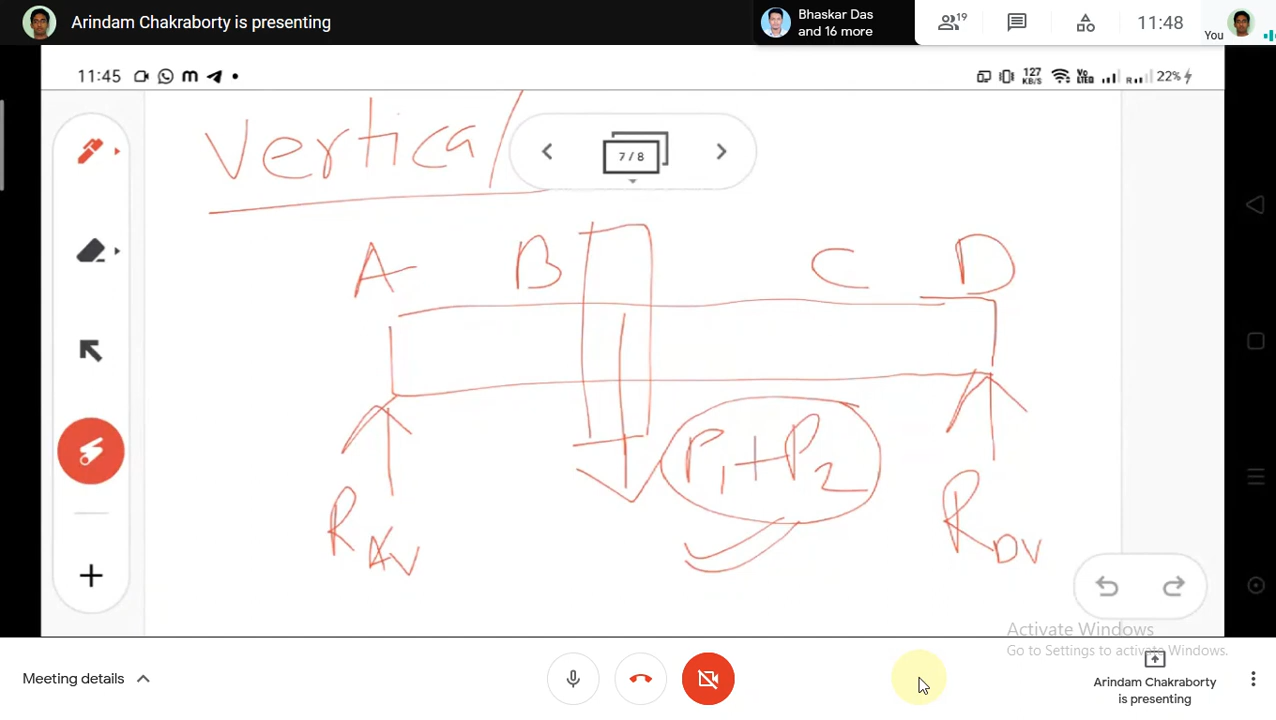 Arindam Chakraborty is presenting
Bhaskar Das
and 16 more
19
11:48
You
11:45
m
127
KB/S
Vo
LTE
R
22%
Vertical
7 / 8
A B C D
P1+P2
RAV
RDV
Activate Windows
Go to Settings to activate Windows.
Meeting details
Arindam Chakraborty
is presenting